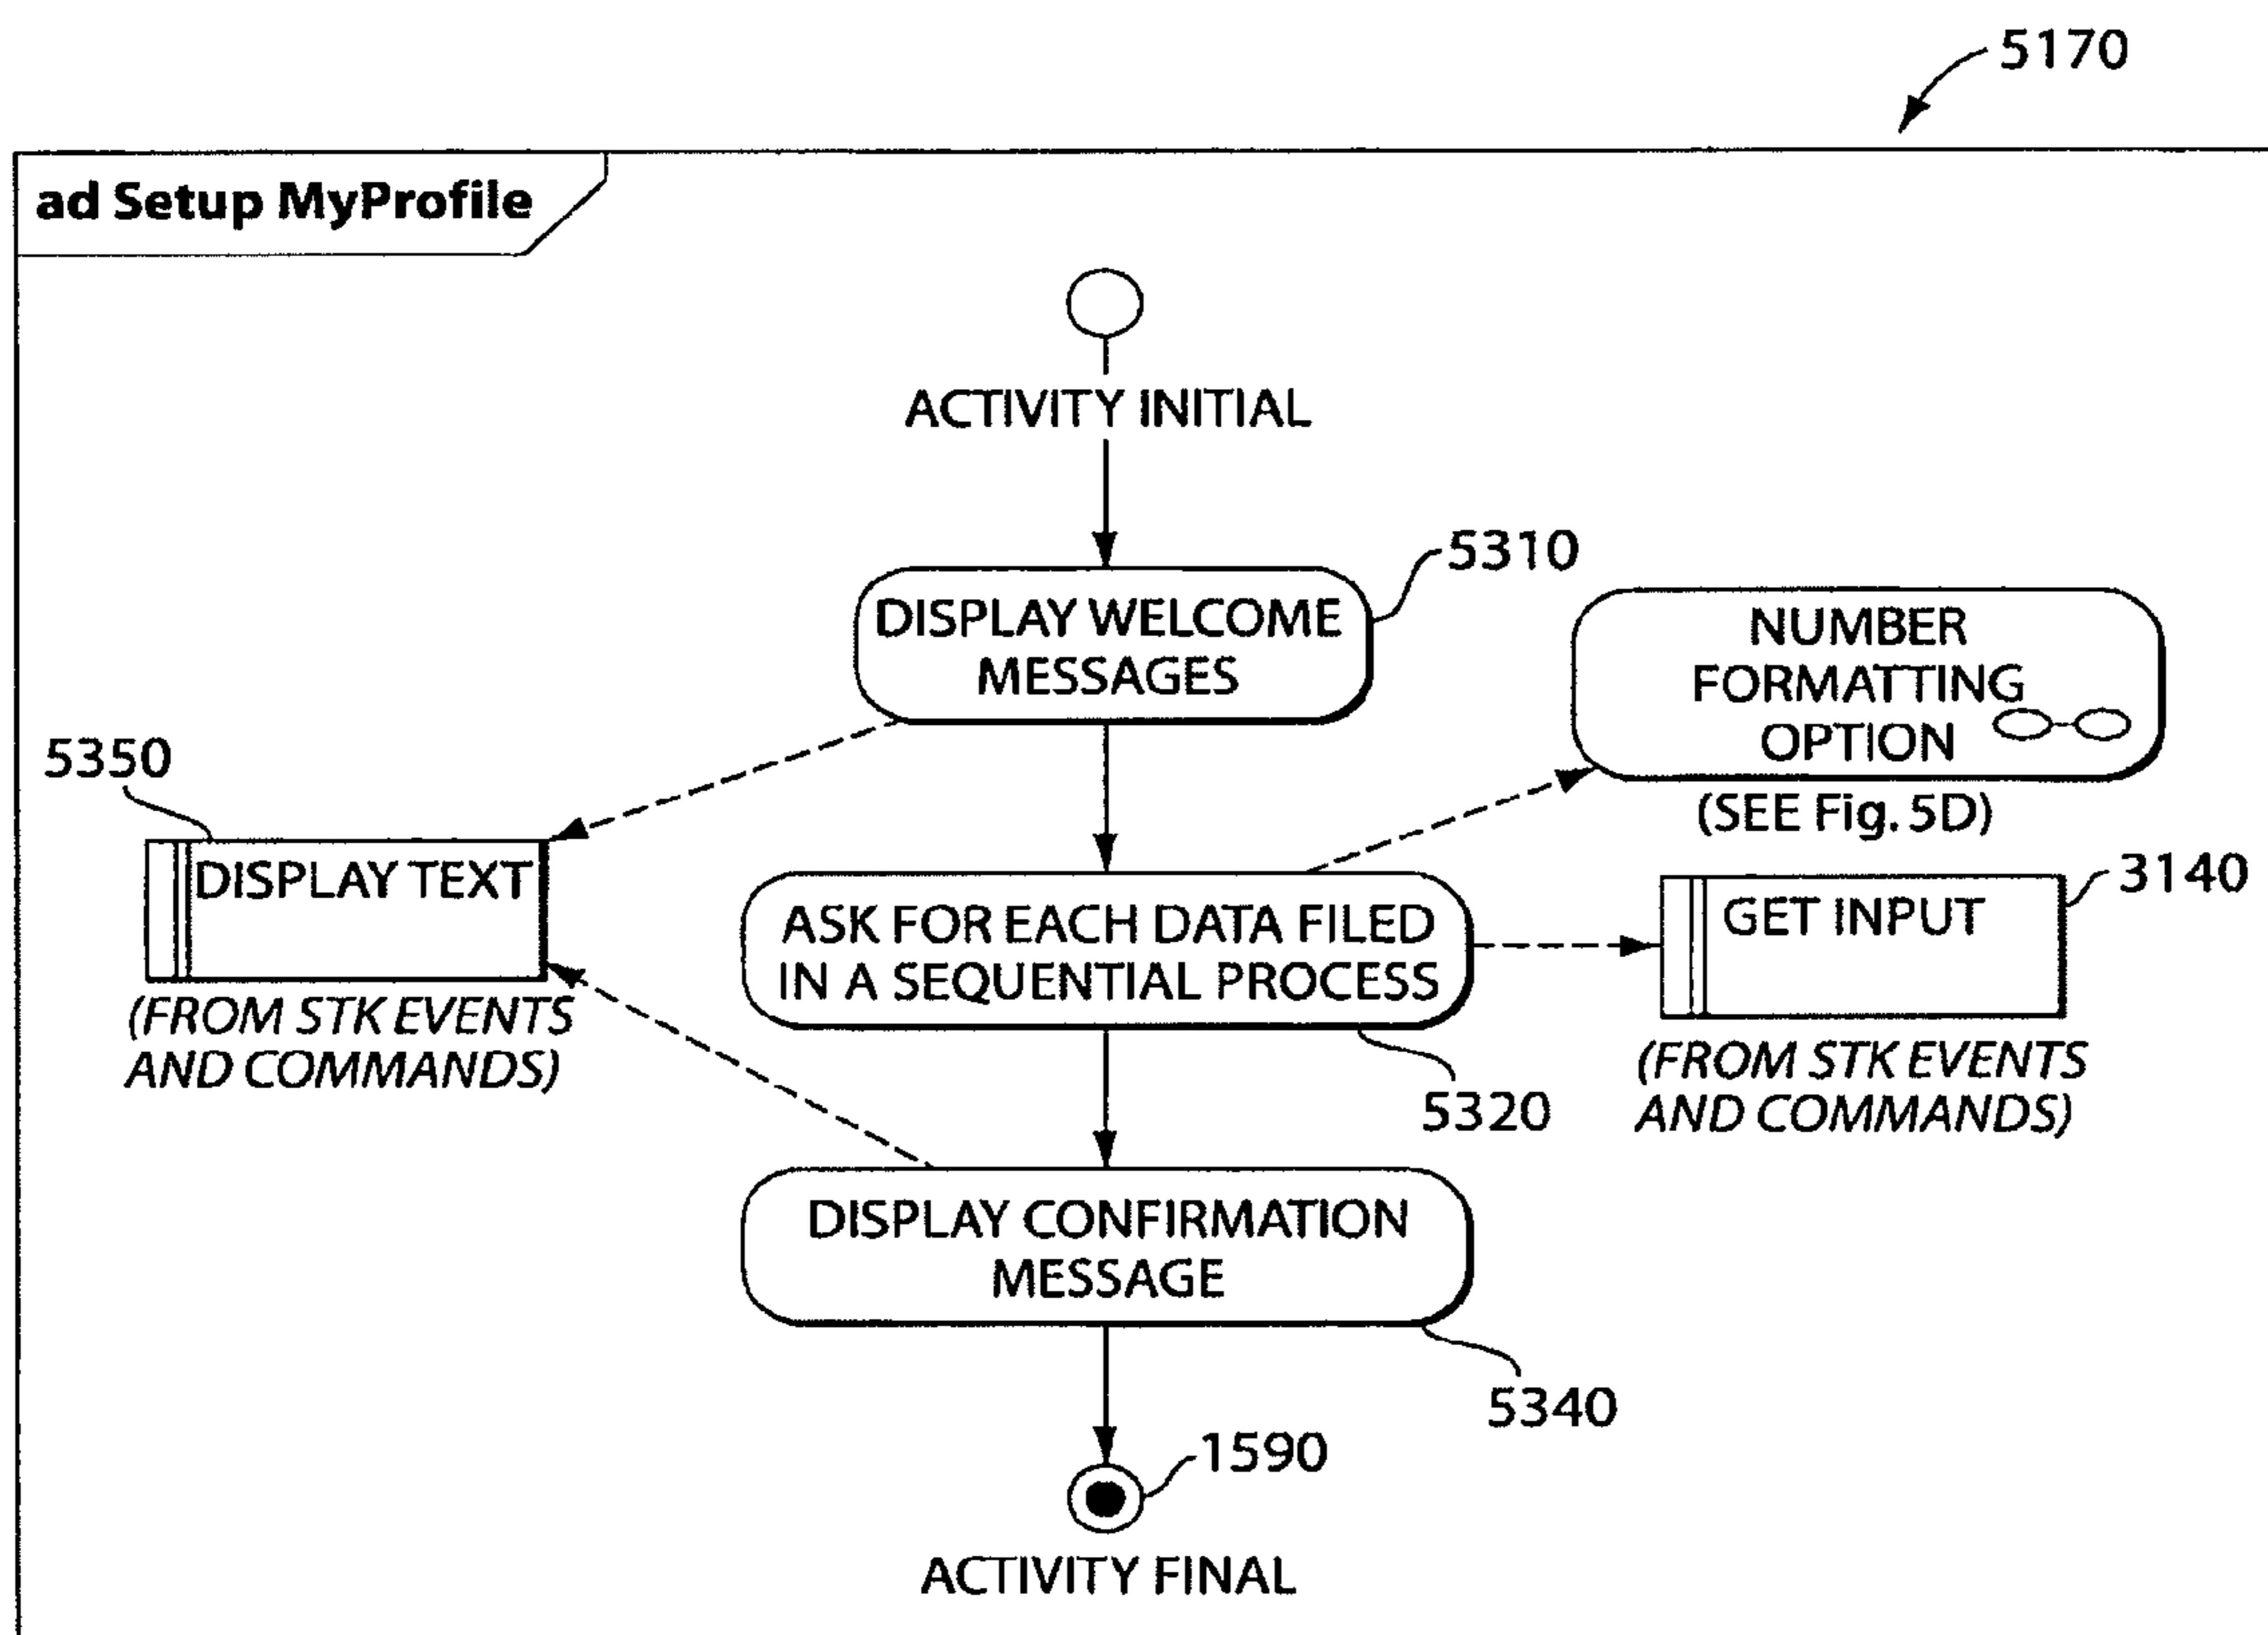 5170
ad Setup MyProfile
ACTIVITY INITIAL
5310
DISPLAY WELCOME
MESSAGES
NUMBER
FORMATTING
OPTION
(SEE Fig. 5D)
5350
DISPLAY TEXT
(FROM STK EVENTS
AND COMMANDS)
ASK FOR EACH DATA FILED
IN A SEQUENTIAL PROCESS
5320
3140
GET INPUT
(FROM STK EVENTS
AND COMMANDS)
DISPLAY CONFIRMATION
MESSAGE
5340
1590
ACTIVITY FINAL